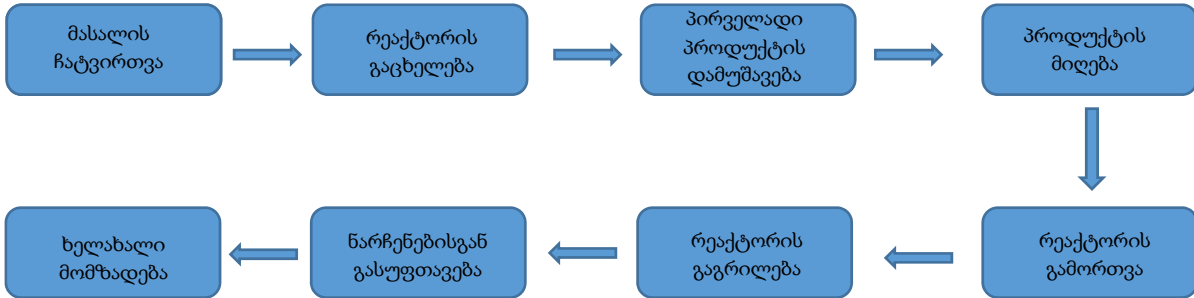 მასალის
ჩატვირთვა
რეაქტორის
გაცხელება
პირველადი
პროდუქტის
დამუშავება
პროდუქტის
მიღება
რეაქტორის
გამორთვა
რეაქტორის
გაგრილება
ნარჩენებისგან
გასუფთავება
ხელახალი
მომზადება